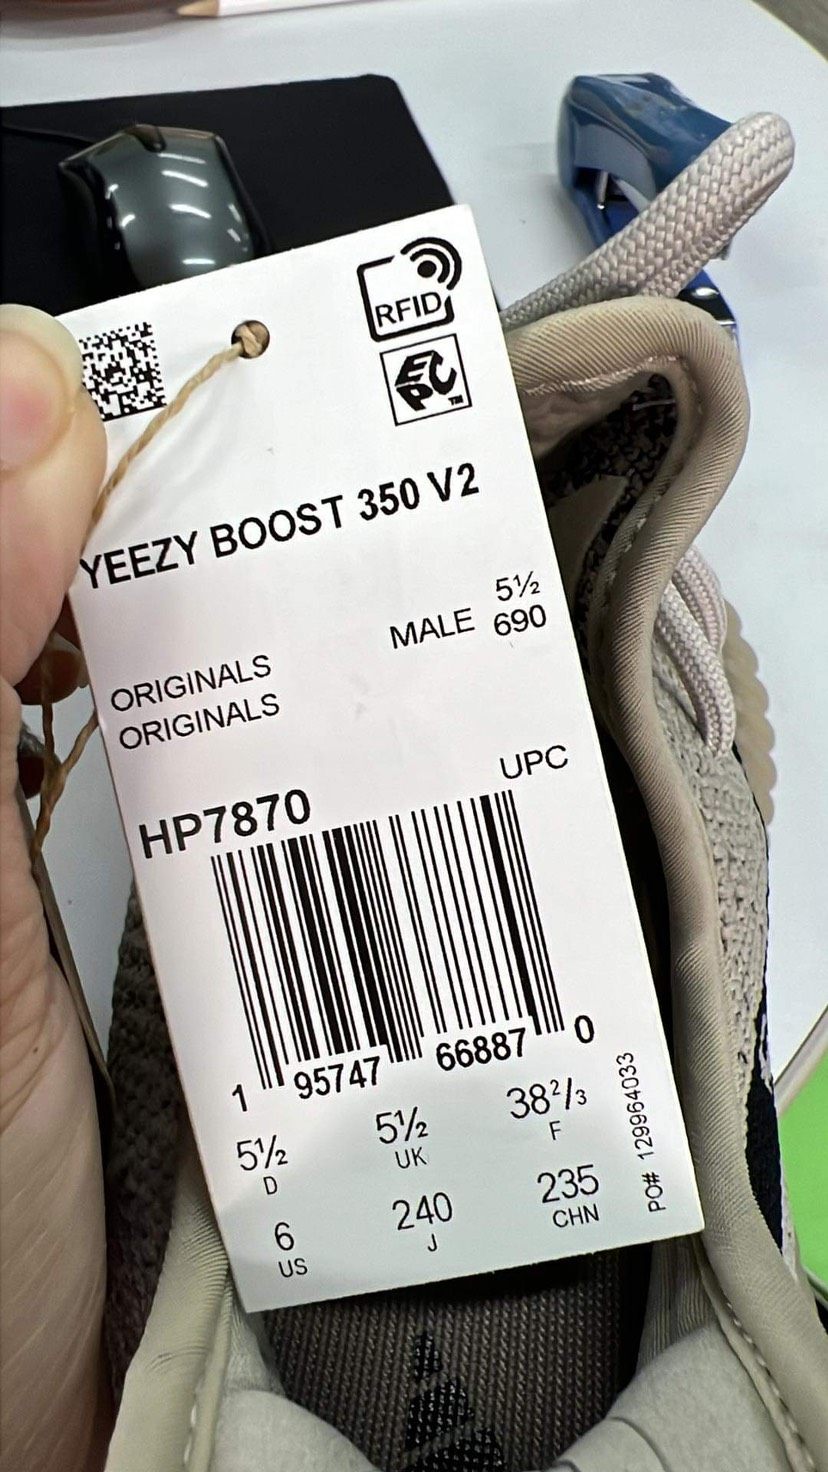 RFID
EPC™
YEEZY BOOST 350 V2
5½
MALE 690
ORIGINALS
ORIGINALS
UPC
HP7870
1 95747 66887 0
5½ 5½ 38²/₃
D UK F
6 240 235
US J CHN
PO# 129964033